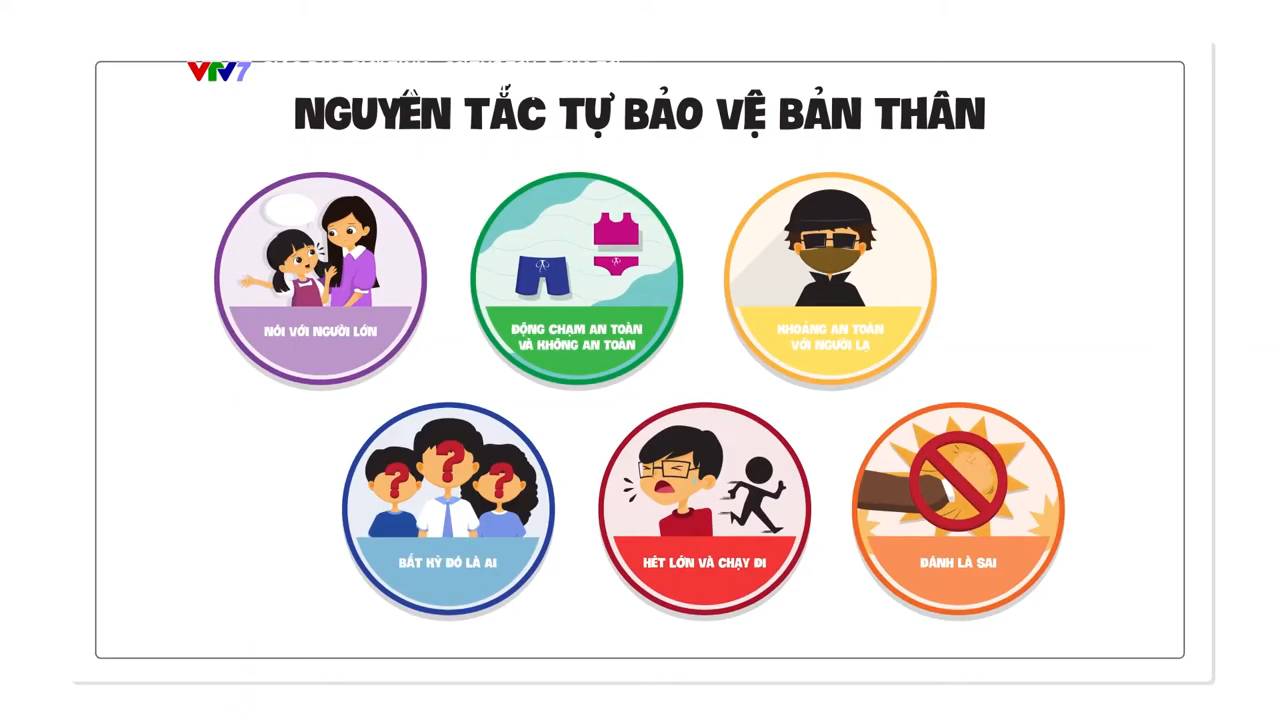 VTV7
NGUYÊN TẮC TỰ BẢO VỆ BẢN THÂN
NÓI VỚI NGƯỜI LỚN
ĐỘNG CHẠM AN TOÀN
VÀ KHÔNG AN TOÀN
KHOẢNG AN TOÀN
VỚI NGƯỜI LẠ
?
?
?
BẤT KỲ ĐÓ LÀ AI
HÉT LỚN VÀ CHẠY ĐI
ĐÁNH LÀ SAI